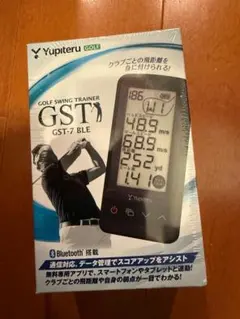 Yupiteru GOLF
クラブごとの飛距離を
身に付けられる!
GOLF SWING TRAINER
GST
GST-7 BLE
186
W1
48.9 m/s
68.9 m/s
252 yd
1.41
Yupiteru
Bluetooth 搭載
通信対応、データ管理でスコアアップをアシスト
無料専用アプリで、スマートフォンやタブレットと連動!
クラブごとの飛距離や自身の弱点が一目でわかる!